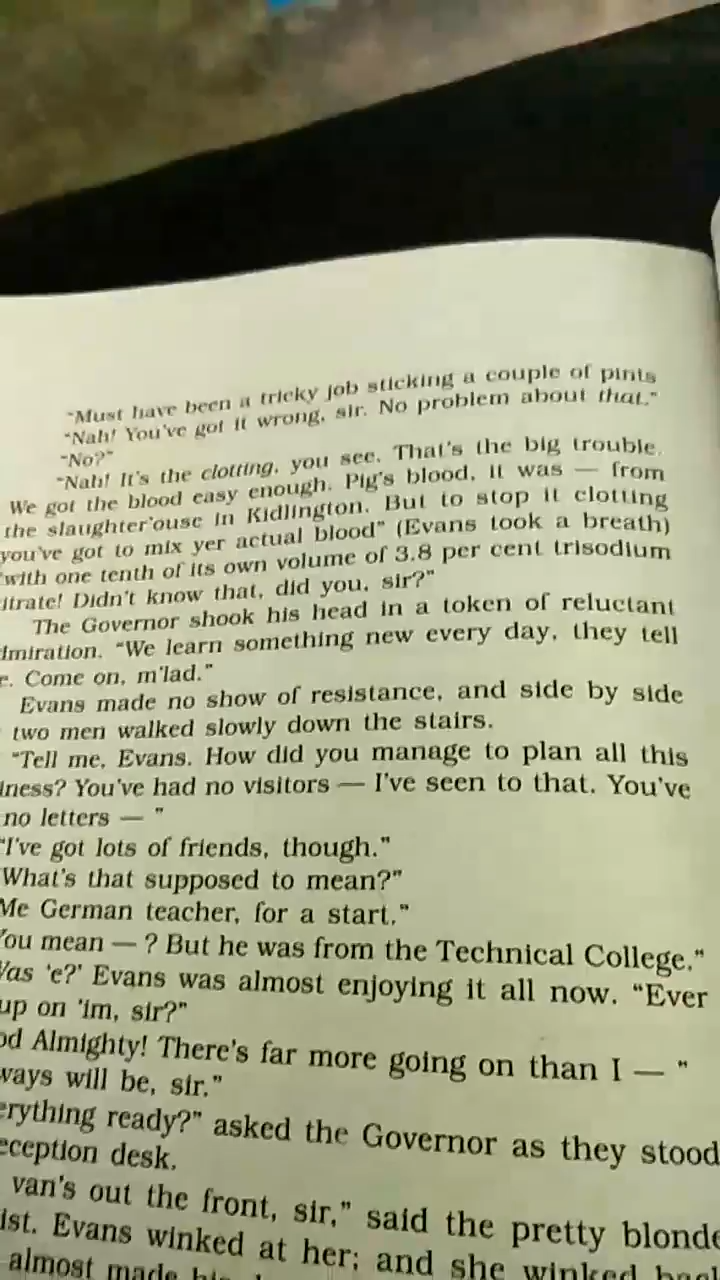 "Must have been a tricky job sticking a couple of pints
"Nah! You've got it wrong, sir. No problem about that."
"No?"
"Nah! It's the clotting, you see. That's the big trouble.
We got the blood easy enough. Pig's blood, it was — from
the slaughter'ouse in Kidlington. But to stop it clotting
you've got to mix yer actual blood" (Evans took a breath)
"with one tenth of its own volume of 3.8 per cent trisodium
itrate! Didn't know that, did you, sir?"
The Governor shook his head in a token of reluctant
dmiration. "We learn something new every day, they tell
e. Come on, m'lad."
Evans made no show of resistance, and side by side
two men walked slowly down the stairs.
"Tell me, Evans. How did you manage to plan all this
iness? You've had no visitors — I've seen to that. You've
no letters — "
"I've got lots of friends, though."
What's that supposed to mean?"
Me German teacher, for a start."
You mean — ? But he was from the Technical College."
Was 'e?' Evans was almost enjoying it all now. "Ever
up on 'im, sir?"
od Almighty! There's far more going on than I — "
ways will be, sir."
erything ready?" asked the Governor as they stood
eception desk.
van's out the front, sir," said the pretty blonde
ist. Evans winked at her; and she winked back
almost made his